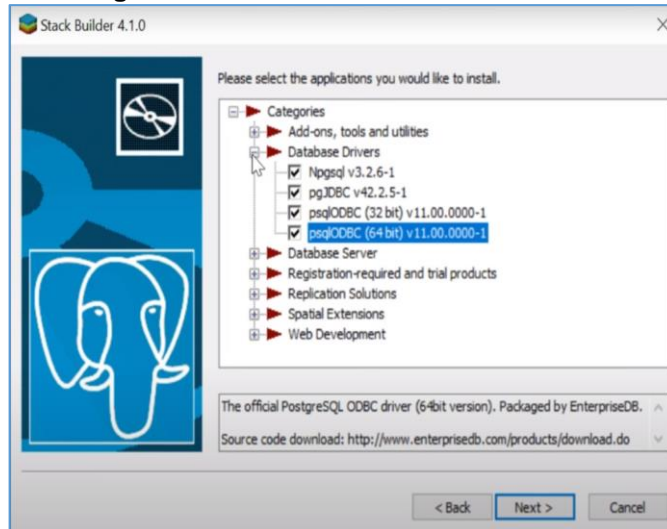 Stack Builder 4.1.0
Please select the applications you would like to install.
Categories
Add-ons, tools and utilities
Database Drivers
Npgsql v3.2.6-1
pgJDBC v42.2.5-1
psqlODBC (32 bit) v11.00.0000-1
psqlODBC (64 bit) v11.00.0000-1
Database Server
Registration-required and trial products
Replication Solutions
Spatial Extensions
Web Development
The official PostgreSQL ODBC driver (64bit version). Packaged by EnterpriseDB.
Source code download: http://www.enterprisedb.com/products/download.do
< Back Next > Cancel